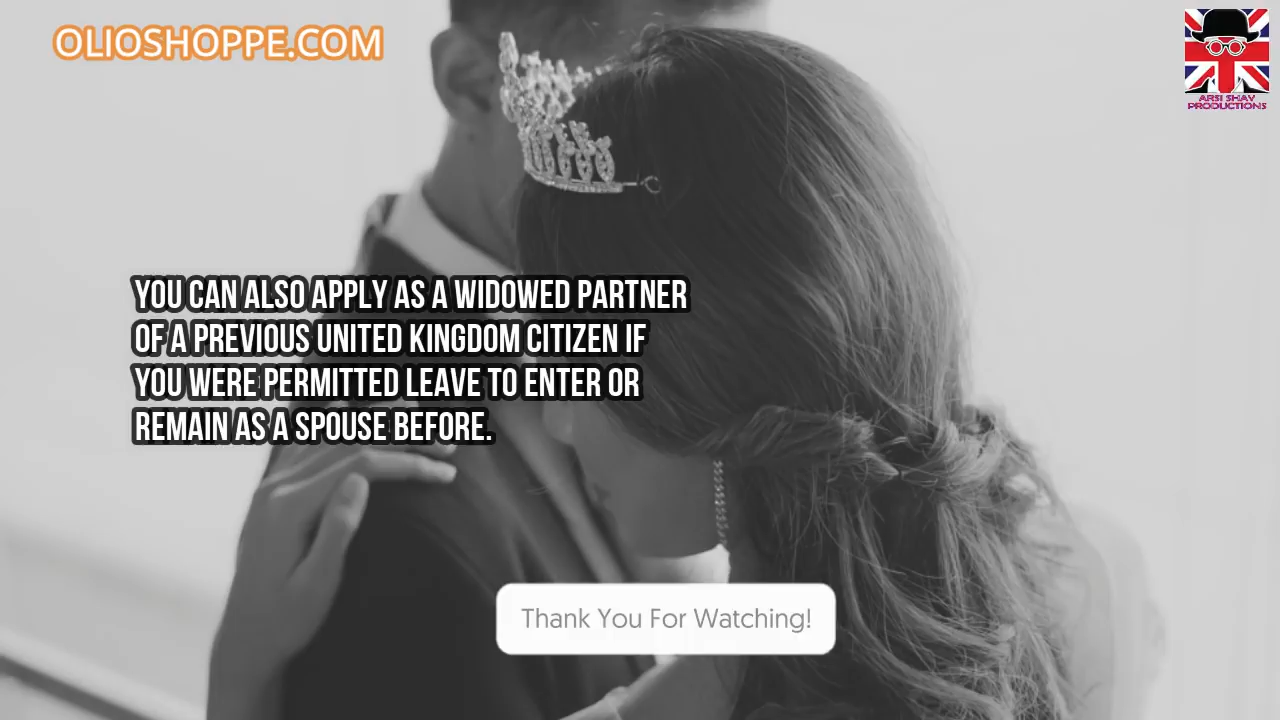 OLIOSHOPPE.COM
ARSI SHAY
PRODUCTIONS
YOU CAN ALSO APPLY AS A WIDOWED PARTNER
OF A PREVIOUS UNITED KINGDOM CITIZEN IF
YOU WERE PERMITTED LEAVE TO ENTER OR
REMAIN AS A SPOUSE BEFORE.
Thank You For Watching!